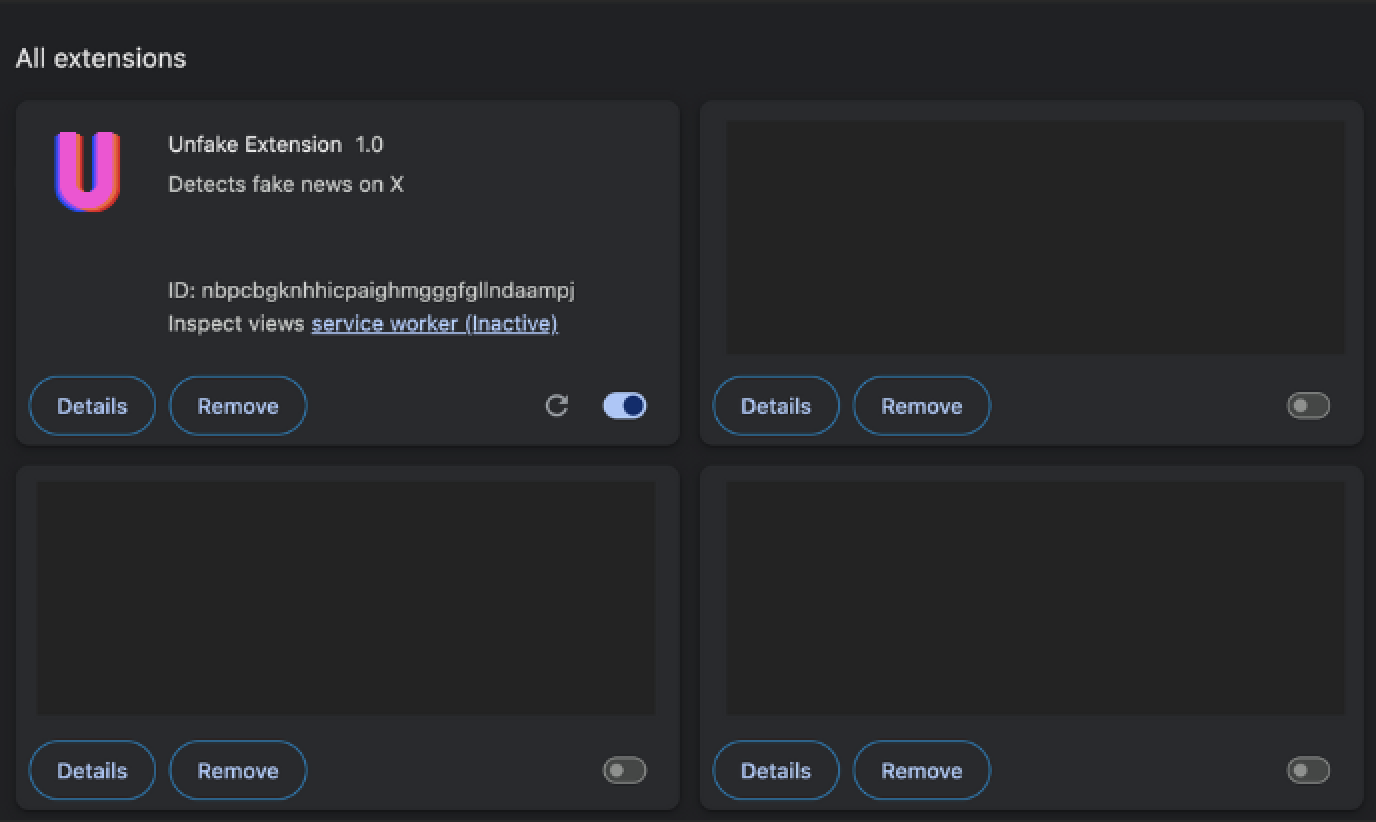 All extensions
U
Unfake Extension 1.0
Detects fake news on X
ID: nbpcbgknhhicpaighmgggfgllndaampj
Inspect views service worker (Inactive)
Details Remove
Details Remove
Details Remove
Details Remove